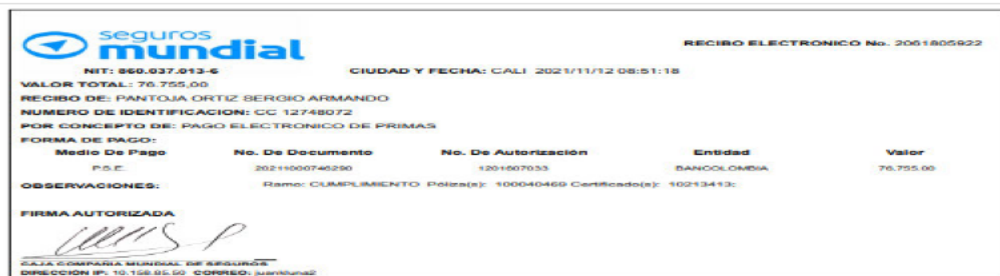 seguros
mundial
RECIBO ELECTRONICO No. 2061805922
NIT: 860.037.013-6 CIUDAD Y FECHA: CALI 2021/11/12 08:51:18
VALOR TOTAL: 76.755,00
RECIBO DE: PANTOJA ORTIZ SERGIO ARMANDO
NUMERO DE IDENTIFICACION: CC 12748072
POR CONCEPTO DE: PAGO ELECTRONICO DE PRIMAS
FORMA DE PAGO:
Medio De Pago No. De Documento No. De Autorización Entidad Valor
P.S.E. 20211000746290 1201607033 BANCOLOMBIA 76.755.00
OBSERVACIONES: Ramo: CUMPLIMIENTO Póliza(s): 100040469 Certificado(s): 10213413;
FIRMA AUTORIZADA
CAJA COMPAÑIA MUNDIAL DE SEGUROS
DIRECCIÓN IP: 10.158.85.50 CORREO: